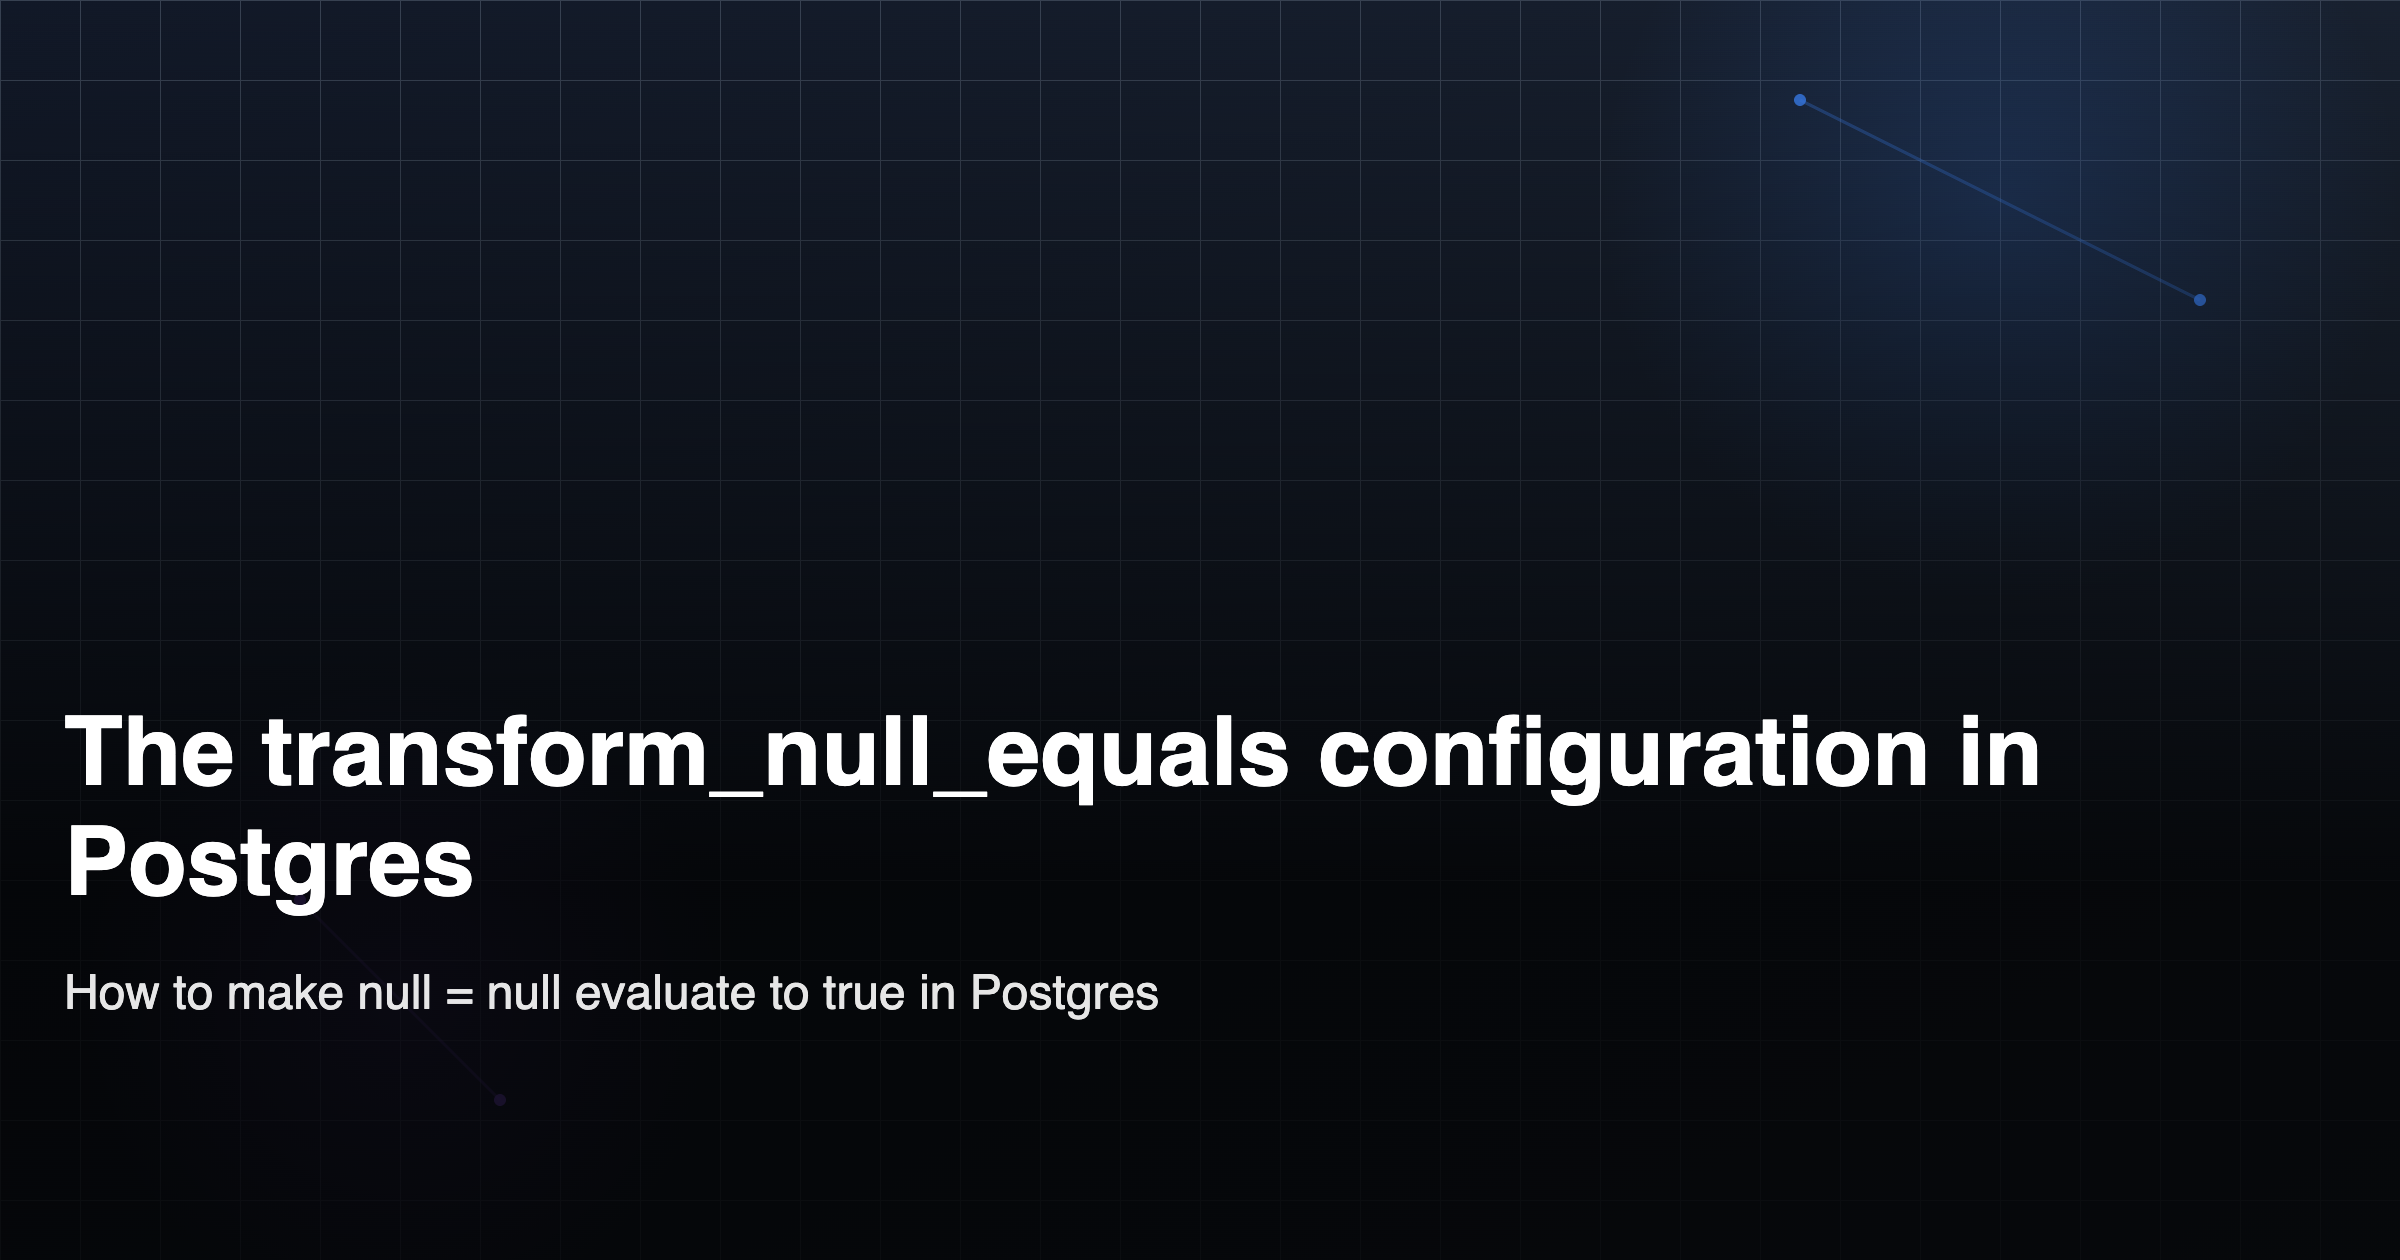 The transform_null_equals configuration in
Postgres
How to make null = null evaluate to true in Postgres